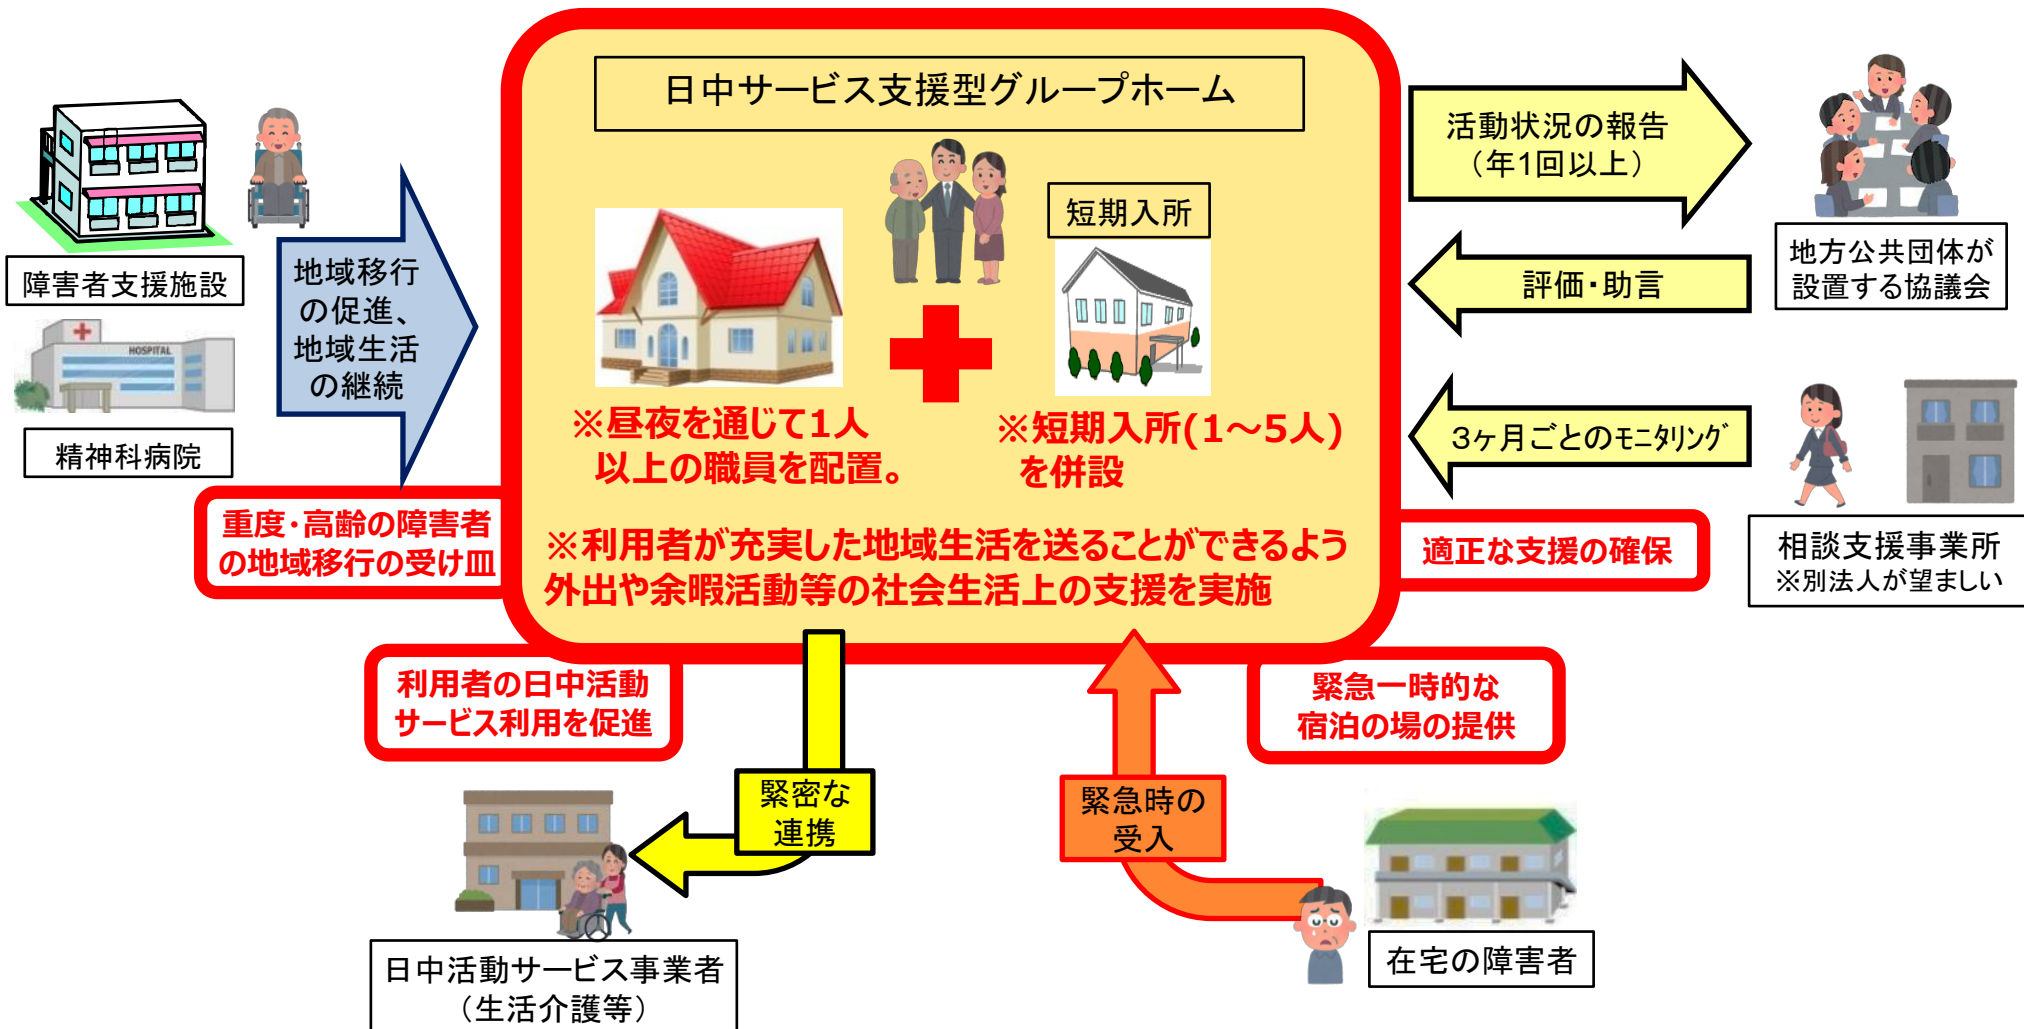 日中サービス支援型グループホーム
障害者支援施設
HOSPITAL
精神科病院
地域移行
の促進、
地域生活
の継続
重度・高齢の障害者
の地域移行の受け皿
短期入所
※昼夜を通じて1人
以上の職員を配置。
※短期入所(1～5人)
を併設
※利用者が充実した地域生活を送ることができるよう
外出や余暇活動等の社会生活上の支援を実施
活動状況の報告
（年1回以上）
評価・助言
地方公共団体が
設置する協議会
3ヶ月ごとのﾓﾆﾀﾘﾝｸﾞ
適正な支援の確保
相談支援事業所
※別法人が望ましい
利用者の日中活動
サービス利用を促進
緊密な
連携
日中活動サービス事業者
（生活介護等）
緊急一時的な
宿泊の場の提供
緊急時の
受入
在宅の障害者